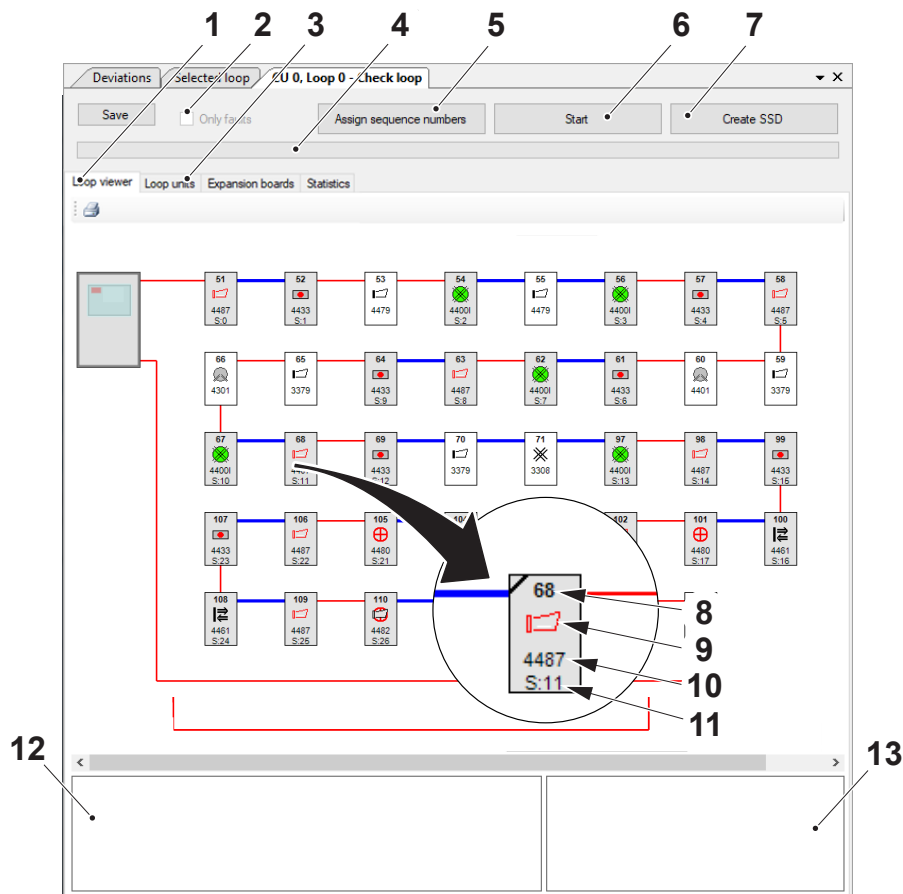 1 2 3 4 5 6 7
Deviations Selected loop CU 0, Loop 0 - Check loop
Save Only faults Assign sequence numbers Start Create SSD
Loop viewer Loop units Expansion boards Statistics
51 52 53 54 55 56 57 58
4487 4433 4479 4400I 4479 4400I 4433 4487
S:0 S:1 S:2 S:3 S:4 S:5
66 65 64 63 62 61 60 59
4301 3379 4433 4487 4400I 4433 4401 3379
S:9 S:8 S:7 S:6
67 68 69 70 71 97 98 99
4400I 4487 4433 3379 3308 4400I 4487 4433
S:10 S:11 S:12 S:13 S:14 S:15
107 106 105 102 101 100
4433 4487 4480 4480 4461
S:23 S:22 S:21 S:17 S:16
108 109 110
4461 4487 4482
S:24 S:25 S:26
68 8
9
4487 10
S:11 11
12 13